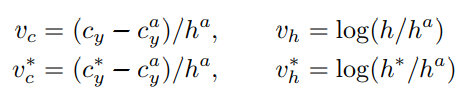 v_c = (c_y − c_y^a)/h^a, v_h = log(h/h^a)
v_c^* = (c_y^* − c_y^a)/h^a, v_h^* = log(h^*/h^a)